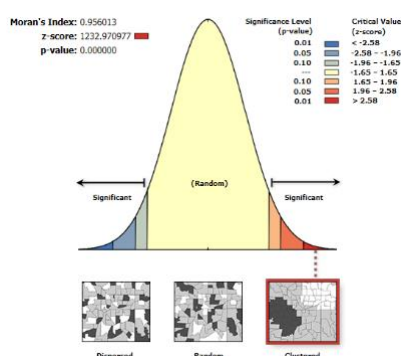 Moran's Index: 0.956013
z-score: 1232.970977
p-value: 0.000000
Significance Level
(p-value)
Critical Value
(z-score)
0.01 < -2.58
0.05 -2.58 - -1.96
0.10 -1.96 - -1.65
--- -1.65 - 1.65
0.10 1.65 - 1.96
0.05 1.96 - 2.58
0.01 > 2.58
(Random)
Significant
Significant
Dispersed
Random
Clustered